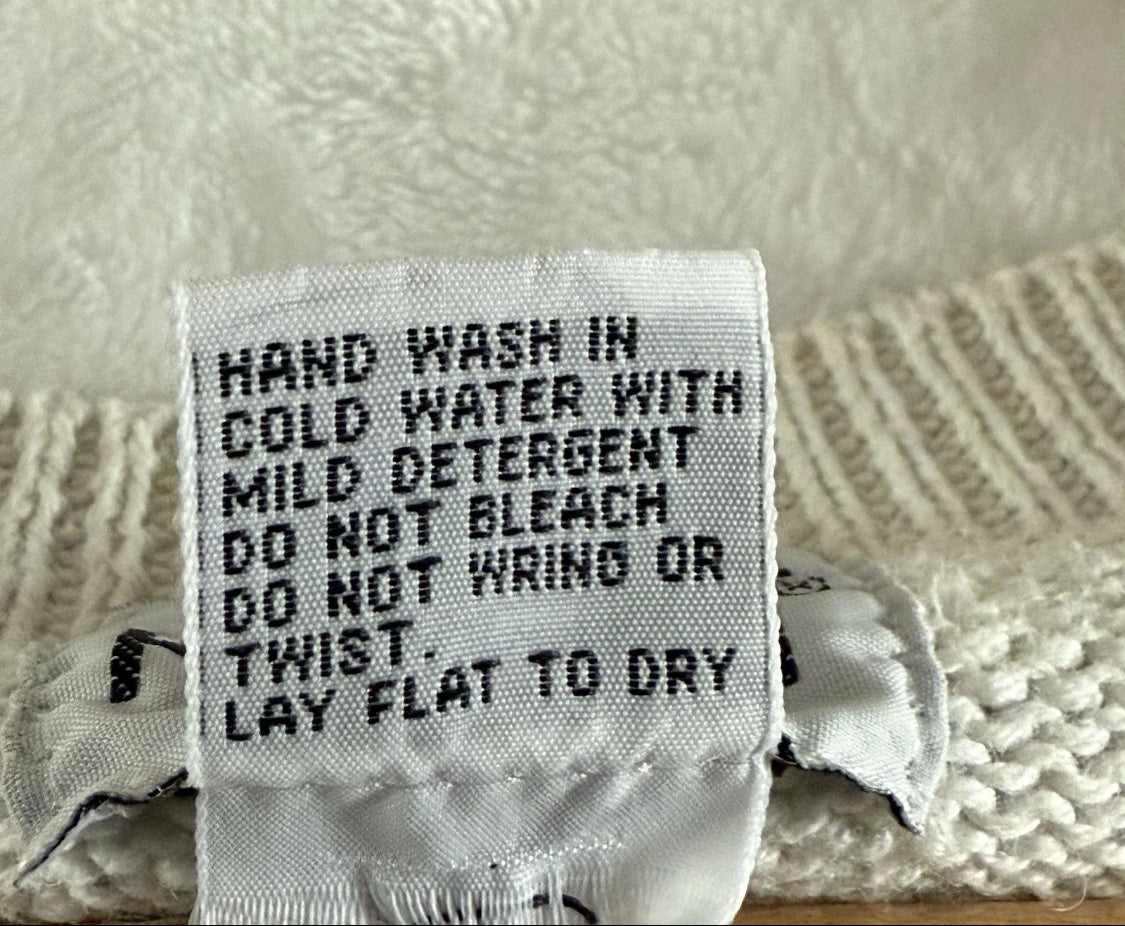 HAND WASH IN
COLD WATER WITH
MILD DETERGENT
DO NOT BLEACH
DO NOT WRING OR
TWIST.
LAY FLAT TO DRY